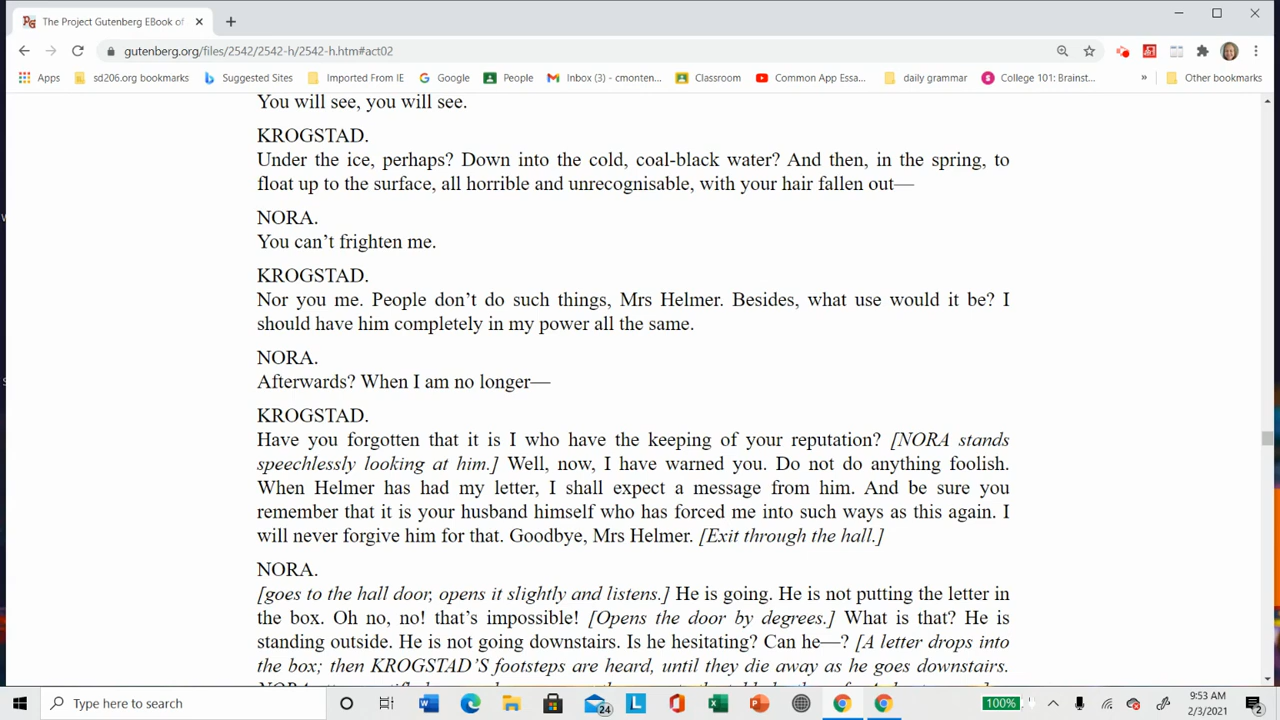 The Project Gutenberg EBook of
gutenberg.org/files/2542/2542-h/2542-h.htm#act02
Apps
sd206.org bookmarks
Suggested Sites
Imported From IE
Google
People
Inbox (3) - cmonten...
Classroom
Common App Essa...
daily grammar
College 101: Brainst...
»
Other bookmarks
You will see, you will see.
KROGSTAD.
Under the ice, perhaps? Down into the cold, coal-black water? And then, in the spring, to
float up to the surface, all horrible and unrecognisable, with your hair fallen out—
NORA.
You can’t frighten me.
KROGSTAD.
Nor you me. People don’t do such things, Mrs Helmer. Besides, what use would it be? I
should have him completely in my power all the same.
NORA.
Afterwards? When I am no longer—
KROGSTAD.
Have you forgotten that it is I who have the keeping of your reputation? [NORA stands
speechlessly looking at him.] Well, now, I have warned you. Do not do anything foolish.
When Helmer has had my letter, I shall expect a message from him. And be sure you
remember that it is your husband himself who has forced me into such ways as this again. I
will never forgive him for that. Goodbye, Mrs Helmer. [Exit through the hall.]
NORA.
[goes to the hall door, opens it slightly and listens.] He is going. He is not putting the letter in
the box. Oh no, no! that’s impossible! [Opens the door by degrees.] What is that? He is
standing outside. He is not going downstairs. Is he hesitating? Can he—? [A letter drops into
the box; then KROGSTAD’S footsteps are heard, until they die away as he goes downstairs.
Type here to search
24
100%
9:53 AM
2/3/2021
2